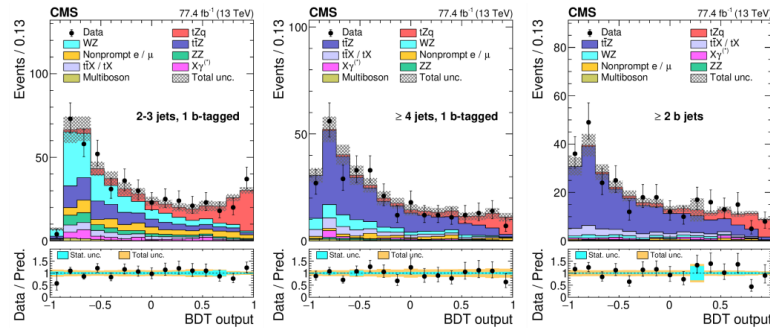 CMS 77.4 fb⁻¹ (13 TeV)
Events / 0.13
100
50
0
Data tZq
WZ tt̄Z
Nonprompt e / μ ZZ
tt̄X / tX Xγ(*)
Multiboson Total unc.
2-3 jets, 1 b-tagged
Data / Pred.
1.5
1
0.5
0
Stat. unc. Total unc.
−1 −0.5 0 0.5 1
BDT output
CMS 77.4 fb⁻¹ (13 TeV)
Events / 0.13
100
50
0
Data tZq
tt̄Z WZ
tt̄X / tX Nonprompt e / μ
Xγ(*) ZZ
Multiboson Total unc.
≥ 4 jets, 1 b-tagged
Data / Pred.
1.5
1
0.5
0
Stat. unc. Total unc.
−1 −0.5 0 0.5 1
BDT output
CMS 77.4 fb⁻¹ (13 TeV)
Events / 0.13
80
60
40
20
0
Data tZq
tt̄Z tt̄X / tX
WZ Xγ(*)
Nonprompt e / μ ZZ
Multiboson Total unc.
≥ 2 b jets
Data / Pred.
1.5
1
0.5
0
Stat. unc. Total unc.
−1 −0.5 0 0.5 1
BDT output